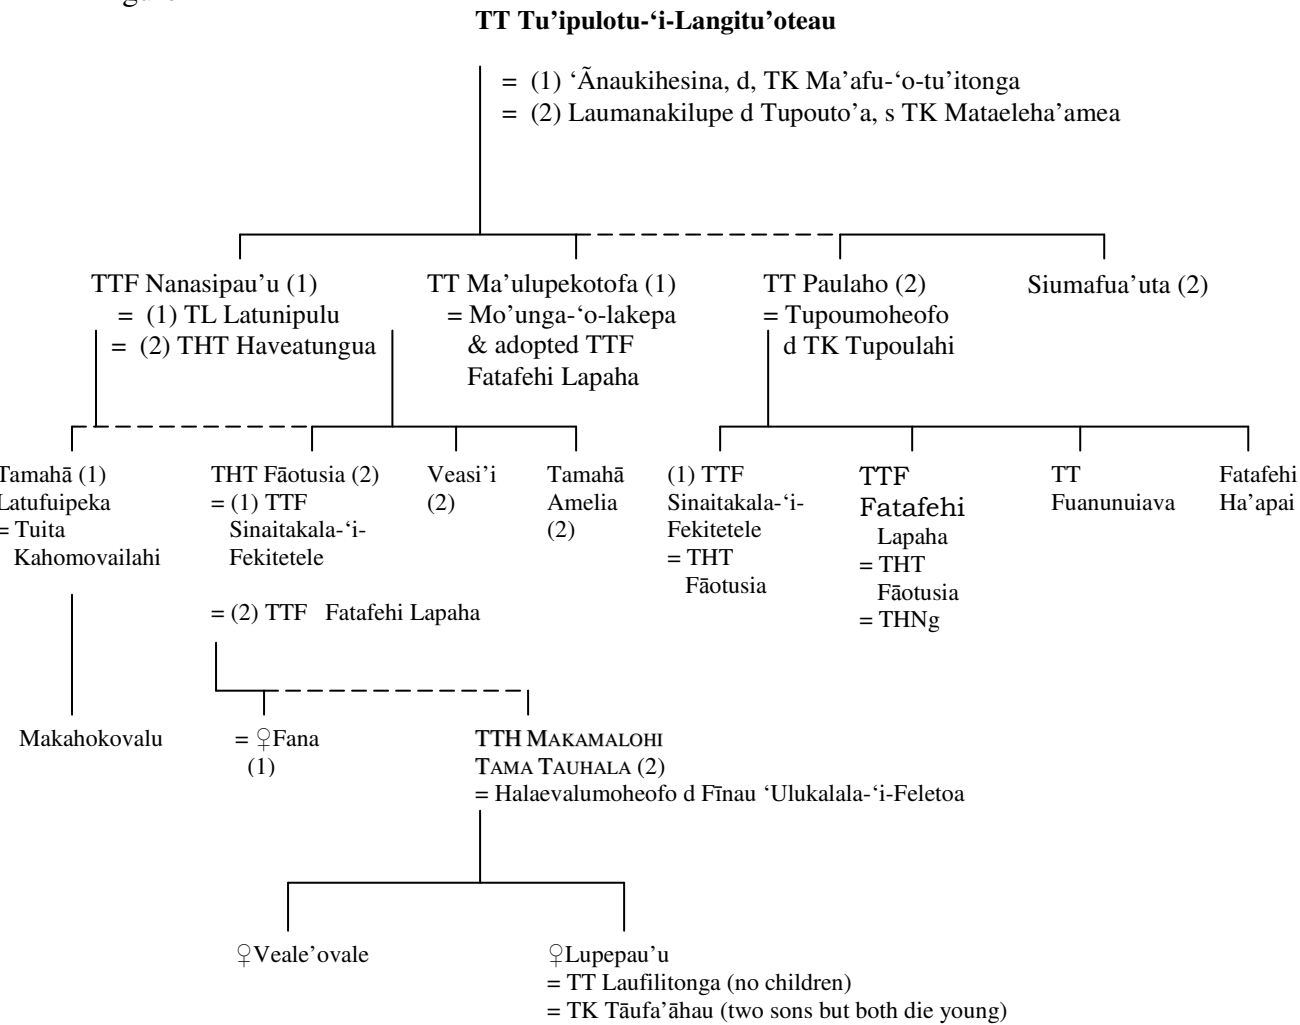 TT Tu’ipulotu-‘i-Langitu’oteau
= (1) ‘Ãnaukihesina, d, TK Ma’afu-‘o-tu’itonga
= (2) Laumanakilupe d Tupouto’a, s TK Mataeleha’amea
TTF Nanasipau’u (1)
= (1) TL Latunipulu
= (2) THT Haveatungua
TT Ma’ulupekotofa (1)
= Mo’unga-‘o-lakepa
& adopted TTF
Fatafehi Lapaha
TT Paulaho (2)
= Tupoumoheofo
d TK Tupoulahi
Siumafua’uta (2)
Tamahā (1)
Latufuipeka
= Tuita
Kahomovailahi
THT Fāotusia (2)
= (1) TTF
Sinaitakala-‘i-
Fekitetele
= (2) TTF Fatafehi Lapaha
Veasi’i
(2)
Tamahā
Amelia
(2)
(1) TTF
Sinaitakala-‘i-
Fekitetele
= THT
Fāotusia
TTF
Fatafehi
Lapaha
= THT
Fāotusia
= THNg
TT
Fuanunuiava
Fatafehi
Ha’apai
Makahokovalu
= ♀Fana
(1)
TTH MAKAMALOHI
TAMA TAUHALA (2)
= Halaevalumoheofo d Fīnau ‘Ulukalala-‘i-Feletoa
♀Veale’ovale
♀Lupepau’u
= TT Laufilitonga (no children)
= TK Tāufa’āhau (two sons but both die young)